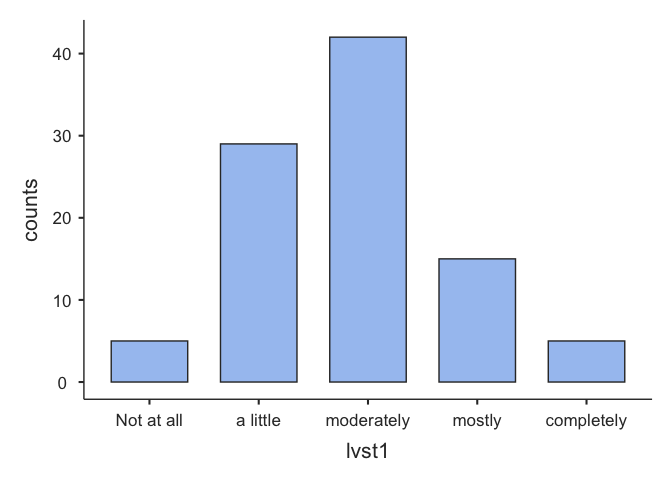 40
30
20
10
0
counts
Not at all
a little
moderately
mostly
completely
lvst1